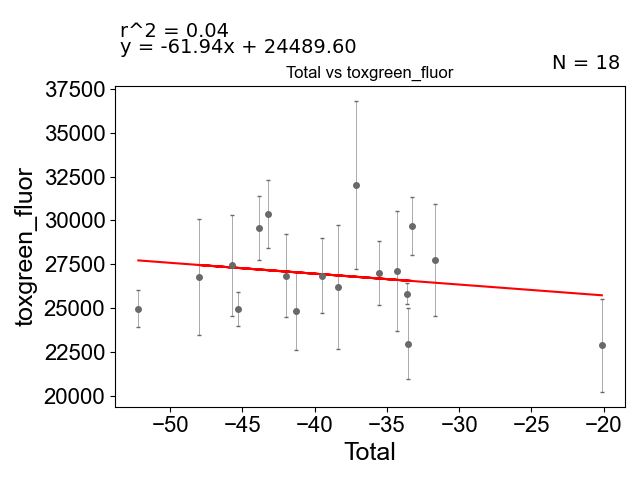 r^2 = 0.04
y = -61.94x + 24489.60
N = 18
Total vs toxgreen_fluor
37500
35000
32500
30000
27500
25000
22500
20000
toxgreen_fluor
−50
−45
−40
−35
−30
−25
−20
Total